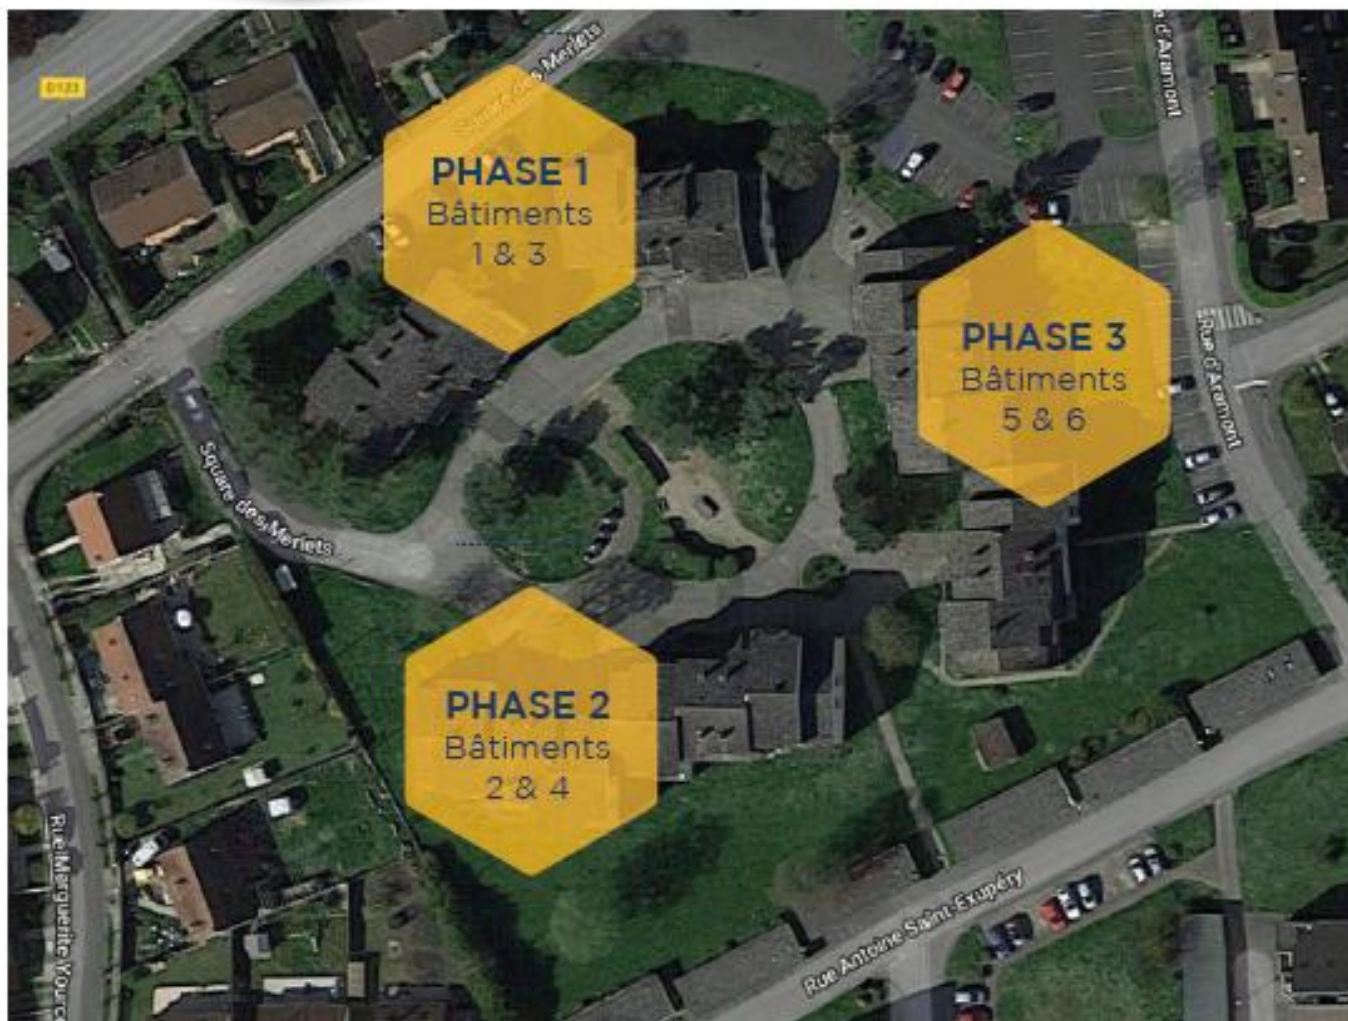 D123
Square des Merlets
e d'Aramont
PHASE 1
Bâtiments
1 & 3
PHASE 3
Bâtiments
5 & 6
Rue d'Aramont
Square des Merlets
PHASE 2
Bâtiments
2 & 4
Rue Marguerite Yource
Rue Antoine Saint-Exupéry